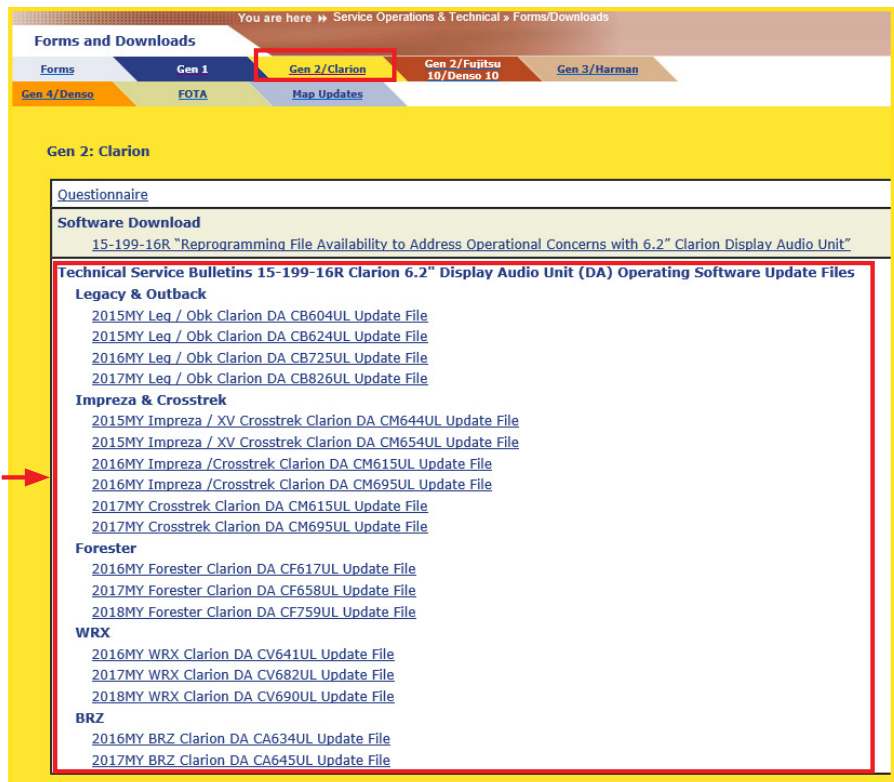 You are here » Service Operations & Technical » Forms/Downloads
Forms and Downloads
Forms Gen 1 Gen 2/Clarion Gen 2/Fujitsu 10/Denso 10 Gen 3/Harman
Gen 4/Denso FOTA Map Updates
Gen 2: Clarion
Questionnaire
Software Download
15-199-16R “Reprogramming File Availability to Address Operational Concerns with 6.2” Clarion Display Audio Unit”
Technical Service Bulletins 15-199-16R Clarion 6.2" Display Audio Unit (DA) Operating Software Update Files
Legacy & Outback
2015MY Leg / Obk Clarion DA CB604UL Update File
2015MY Leg / Obk Clarion DA CB624UL Update File
2016MY Leg / Obk Clarion DA CB725UL Update File
2017MY Leg / Obk Clarion DA CB826UL Update File
Impreza & Crosstrek
2015MY Impreza / XV Crosstrek Clarion DA CM644UL Update File
2015MY Impreza / XV Crosstrek Clarion DA CM654UL Update File
2016MY Impreza /Crosstrek Clarion DA CM615UL Update File
2016MY Impreza /Crosstrek Clarion DA CM695UL Update File
2017MY Crosstrek Clarion DA CM615UL Update File
2017MY Crosstrek Clarion DA CM695UL Update File
Forester
2016MY Forester Clarion DA CF617UL Update File
2017MY Forester Clarion DA CF658UL Update File
2018MY Forester Clarion DA CF759UL Update File
WRX
2016MY WRX Clarion DA CV641UL Update File
2017MY WRX Clarion DA CV682UL Update File
2018MY WRX Clarion DA CV690UL Update File
BRZ
2016MY BRZ Clarion DA CA634UL Update File
2017MY BRZ Clarion DA CA645UL Update File